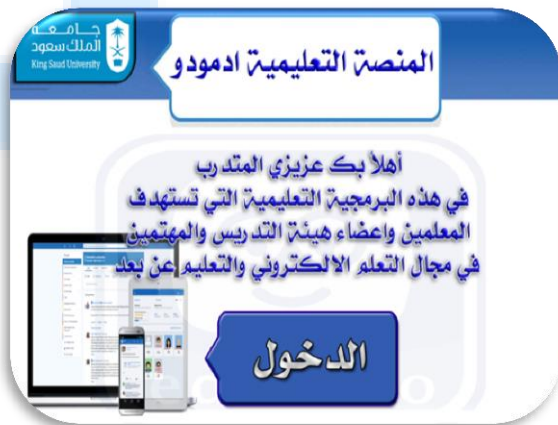 جامعة
الملك سعود
King Saud University
المنصة التعليمية ادمودو
أهلاً بك عزيزي المتدرب
في هذه البرمجية التعليمية التي تستهدف
المعلمين واعضاء هيئة التدريس والمهتمين
في مجال التعلم الالكتروني والتعليم عن بعد
الدخول